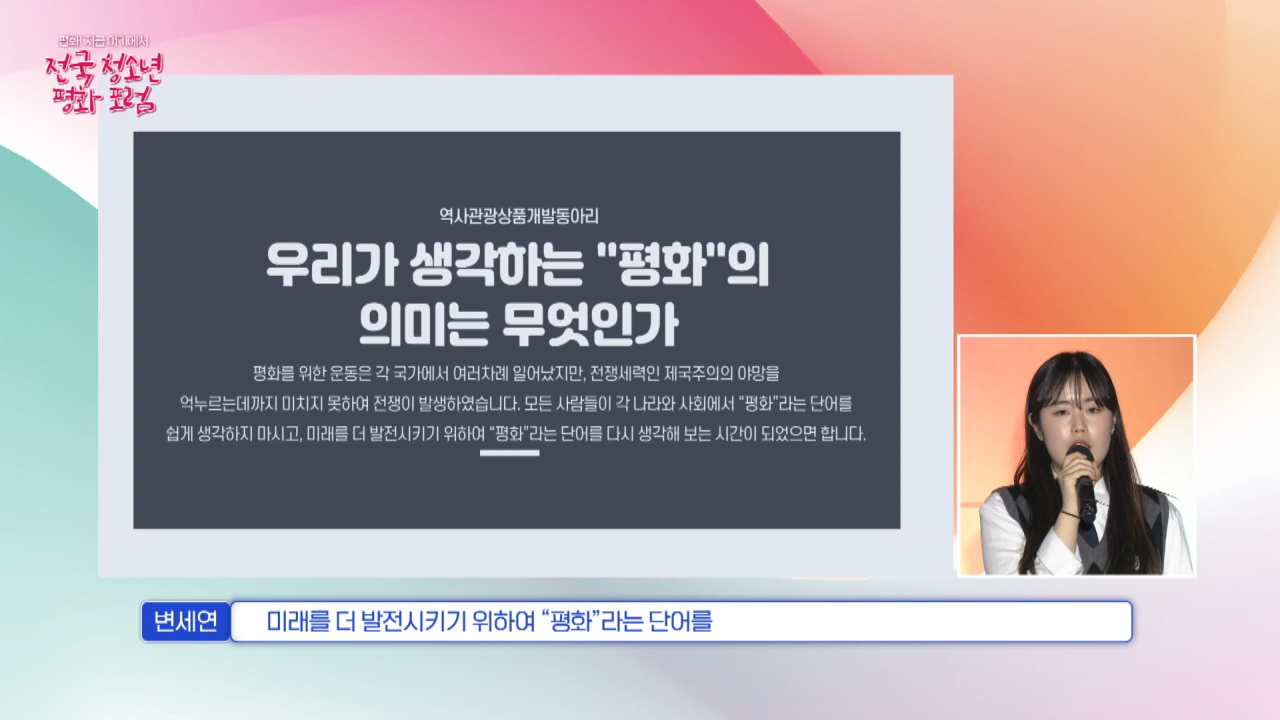 평화! 지금 여기에서
전국 청소년
평화 포럼
역사관광상품개발동아리
우리가 생각하는 "평화"의
의미는 무엇인가
평화를 위한 운동은 각 국가에서 여러차례 일어났지만, 전쟁세력인 제국주의의 야망을
억누르는데까지 미치지 못하여 전쟁이 발생하였습니다. 모든 사람들이 각 나라와 사회에서 “평화”라는 단어를
쉽게 생각하지 마시고, 미래를 더 발전시키기 위하여 “평화”라는 단어를 다시 생각해 보는 시간이 되었으면 합니다.
변세연 미래를 더 발전시키기 위하여 “평화”라는 단어를